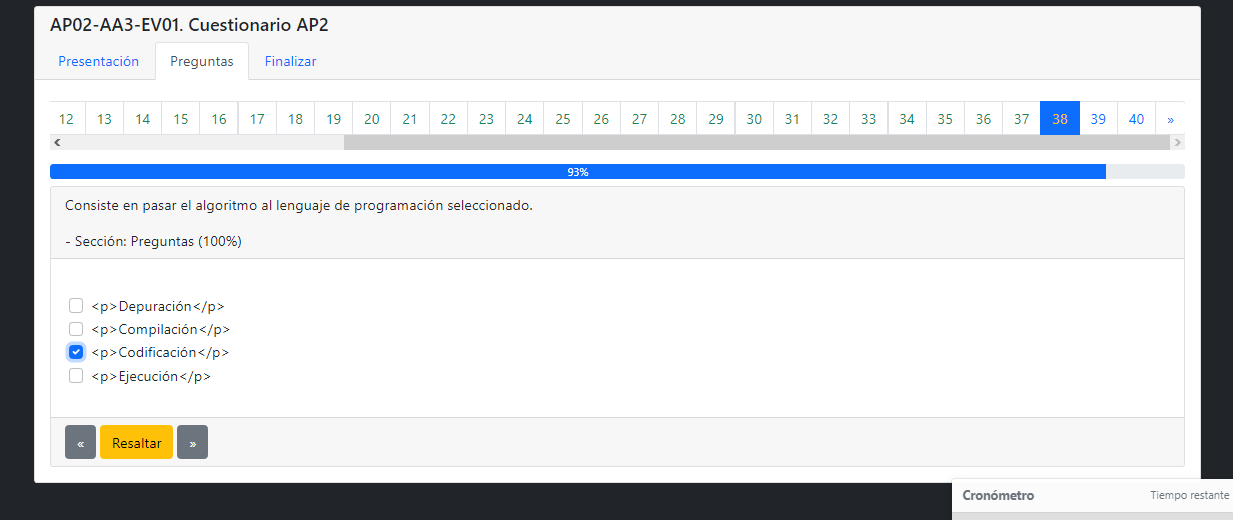 AP02-AA3-EV01. Cuestionario AP2
Presentación Preguntas Finalizar
12 13 14 15 16 17 18 19 20 21 22 23 24 25 26 27 28 29 30 31 32 33 34 35 36 37 38 39 40 »
93%
Consiste en pasar el algoritmo al lenguaje de programación seleccionado.
- Sección: Preguntas (100%)
<p>Depuración</p>
<p>Compilación</p>
<p>Codificación</p>
<p>Ejecución</p>
« Resaltar »
Cronómetro Tiempo restante